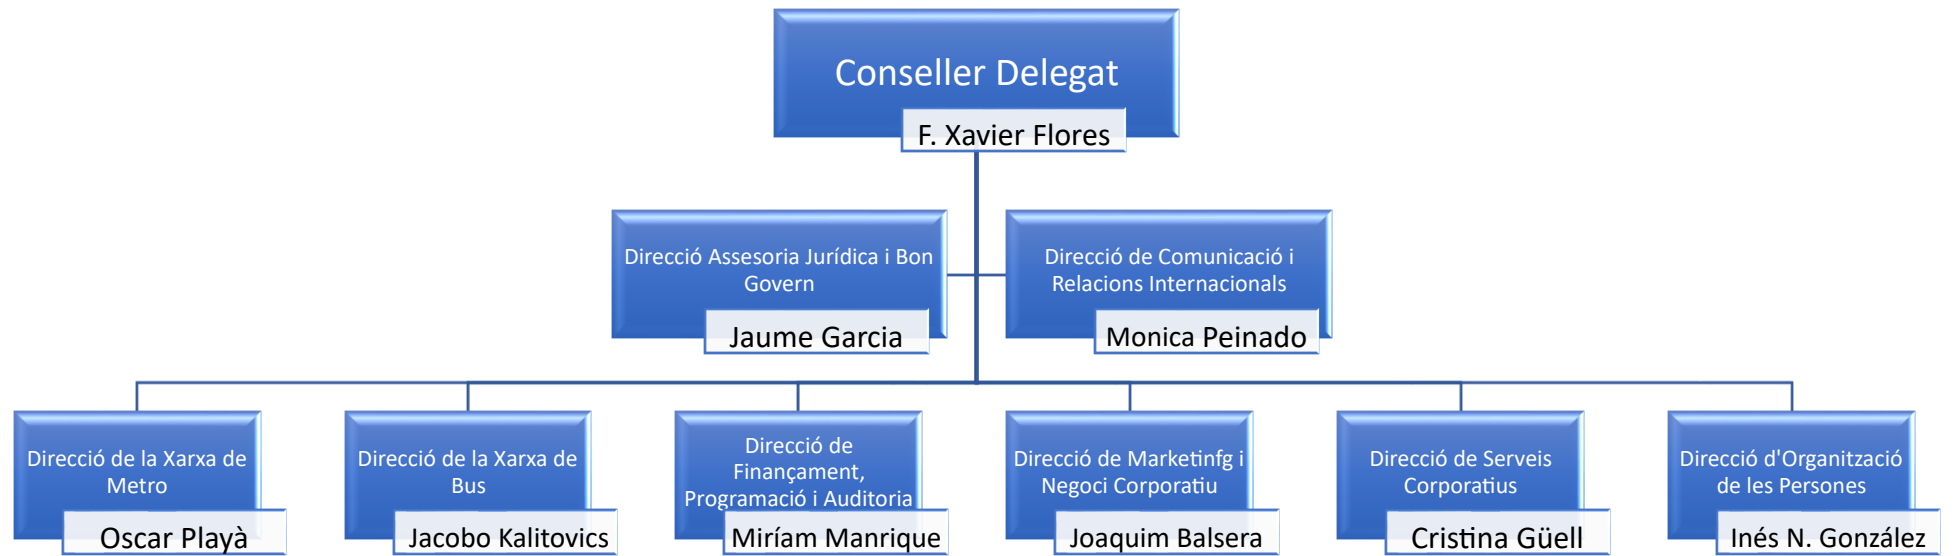 Conseller Delegat
F. Xavier Flores
Direcció Assesoria Jurídica i Bon
Govern
Jaume Garcia
Direcció de Comunicació i
Relacions Internacionals
Monica Peinado
Direcció de la Xarxa de
Metro
Oscar Playà
Direcció de la Xarxa de
Bus
Jacobo Kalitovics
Direcció de
Finançament,
Programació i Auditoria
Miríam Manrique
Direcció de Marketinfg i
Negoci Corporatiu
Joaquim Balsera
Direcció de Serveis
Corporatius
Cristina Güell
Direcció d'Organització
de les Persones
Inés N. González